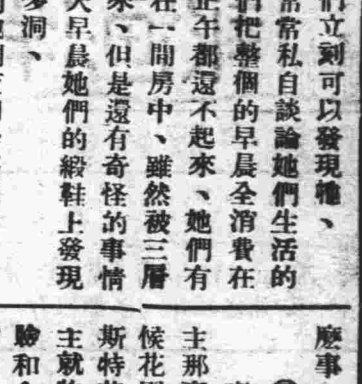 們立刻可以發現牠、
常常私自談論她們生活的
們把整個的早晨全消費在
正午都還不起來、她們有
在一間房中、雖然被三層
來、但是還有奇怪的事情
大早晨她們的緞鞋上發現
多洞、
麼事
主那
候花
斯特
主就
臉和